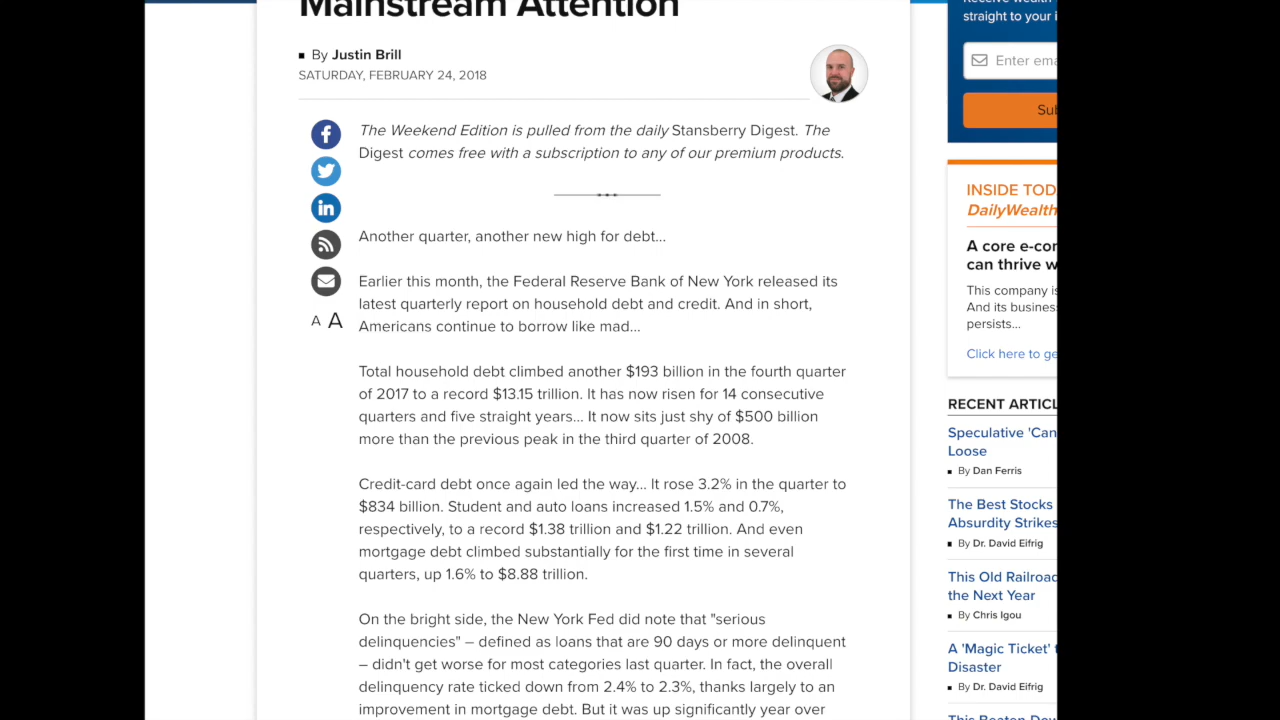 Mainstream Attention
By Justin Brill
SATURDAY, FEBRUARY 24, 2018
The Weekend Edition is pulled from the daily Stansberry Digest. The
Digest comes free with a subscription to any of our premium products.
Another quarter, another new high for debt...
Earlier this month, the Federal Reserve Bank of New York released its
latest quarterly report on household debt and credit. And in short,
Americans continue to borrow like mad...
A A
Total household debt climbed another $193 billion in the fourth quarter
of 2017 to a record $13.15 trillion. It has now risen for 14 consecutive
quarters and five straight years... It now sits just shy of $500 billion
more than the previous peak in the third quarter of 2008.
Credit-card debt once again led the way... It rose 3.2% in the quarter to
$834 billion. Student and auto loans increased 1.5% and 0.7%,
respectively, to a record $1.38 trillion and $1.22 trillion. And even
mortgage debt climbed substantially for the first time in several
quarters, up 1.6% to $8.88 trillion.
On the bright side, the New York Fed did note that "serious
delinquencies" – defined as loans that are 90 days or more delinquent
– didn't get worse for most categories last quarter. In fact, the overall
delinquency rate ticked down from 2.4% to 2.3%, thanks largely to an
improvement in mortgage debt. But it was up significantly year over
straight to your i
Enter ema
Sub
INSIDE TOD
DailyWealth
A core e-cor
can thrive w
This company is
And its busines
persists...
Click here to ge
RECENT ARTICL
Speculative 'Can
Loose
By Dan Ferris
The Best Stocks
Absurdity Strikes
By Dr. David Eifrig
This Old Railroad
the Next Year
By Chris Igou
A 'Magic Ticket' t
Disaster
By Dr. David Eifrig